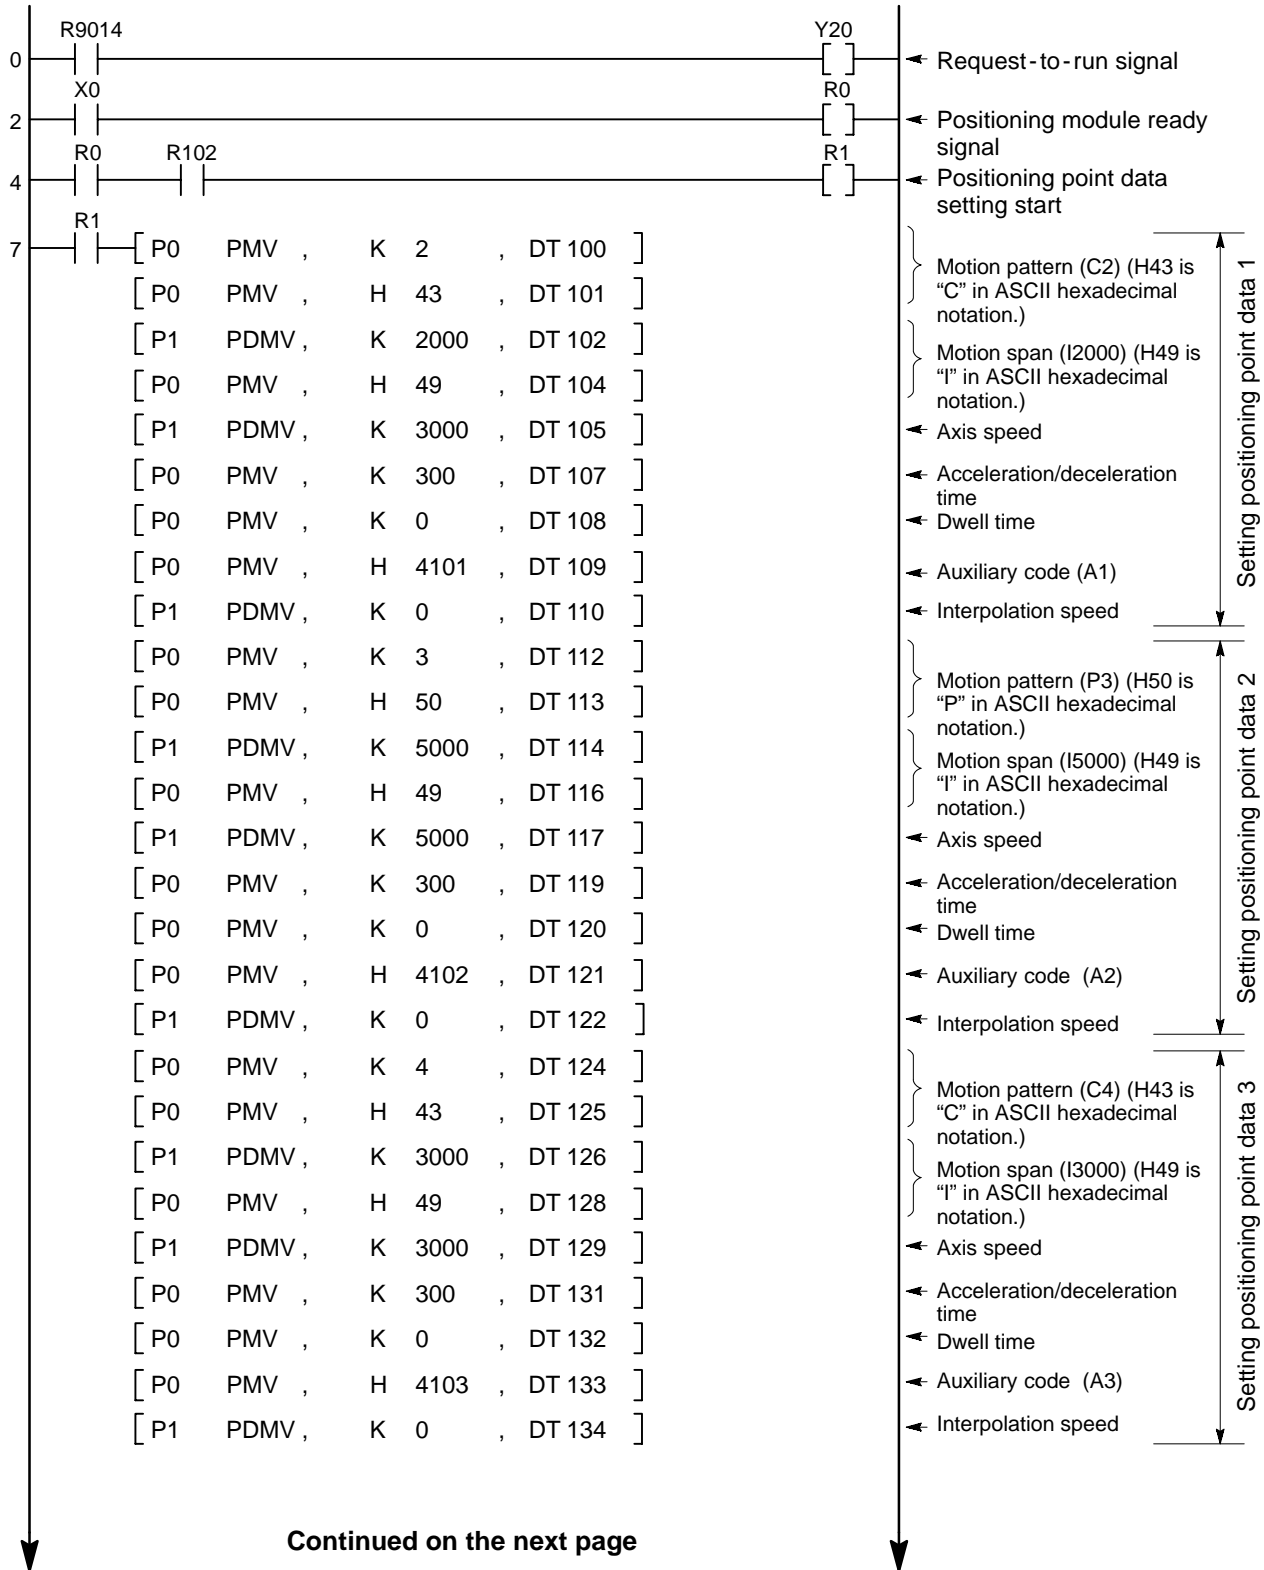 R9014 Y20
0 Request-to-run signal
X0 R0
2 Positioning module ready
signal
R0 R102 R1
4 Positioning point data
setting start
R1
7 [ P0 PMV , K 2 , DT 100 ]
[ P0 PMV , H 43 , DT 101 ]
Motion pattern (C2) (H43 is
“C” in ASCII hexadecimal
notation.)
[ P1 PDMV , K 2000 , DT 102 ]
[ P0 PMV , H 49 , DT 104 ]
Motion span (I2000) (H49 is
“I” in ASCII hexadecimal
notation.)
[ P1 PDMV , K 3000 , DT 105 ] Axis speed
[ P0 PMV , K 300 , DT 107 ] Acceleration/deceleration
time
[ P0 PMV , K 0 , DT 108 ] Dwell time
[ P0 PMV , H 4101 , DT 109 ] Auxiliary code (A1)
[ P1 PDMV , K 0 , DT 110 ] Interpolation speed
Setting positioning point data 1
[ P0 PMV , K 3 , DT 112 ]
[ P0 PMV , H 50 , DT 113 ]
Motion pattern (P3) (H50 is
“P” in ASCII hexadecimal
notation.)
[ P1 PDMV , K 5000 , DT 114 ]
[ P0 PMV , H 49 , DT 116 ]
Motion span (I5000) (H49 is
“I” in ASCII hexadecimal
notation.)
[ P1 PDMV , K 5000 , DT 117 ] Axis speed
[ P0 PMV , K 300 , DT 119 ] Acceleration/deceleration
time
[ P0 PMV , K 0 , DT 120 ] Dwell time
[ P0 PMV , H 4102 , DT 121 ] Auxiliary code (A2)
[ P1 PDMV , K 0 , DT 122 ] Interpolation speed
Setting positioning point data 2
[ P0 PMV , K 4 , DT 124 ]
[ P0 PMV , H 43 , DT 125 ]
Motion pattern (C4) (H43 is
“C” in ASCII hexadecimal
notation.)
[ P1 PDMV , K 3000 , DT 126 ]
[ P0 PMV , H 49 , DT 128 ]
Motion span (I3000) (H49 is
“I” in ASCII hexadecimal
notation.)
[ P1 PDMV , K 3000 , DT 129 ] Axis speed
[ P0 PMV , K 300 , DT 131 ] Acceleration/deceleration
time
[ P0 PMV , K 0 , DT 132 ] Dwell time
[ P0 PMV , H 4103 , DT 133 ] Auxiliary code (A3)
[ P1 PDMV , K 0 , DT 134 ] Interpolation speed
Setting positioning point data 3
Continued on the next page